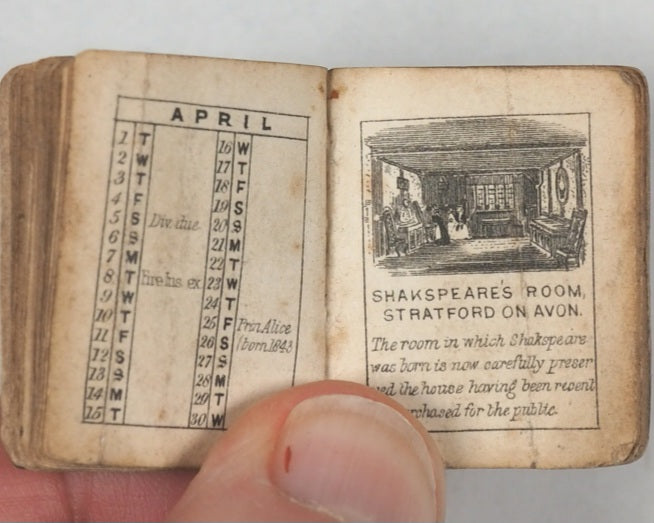 APRIL
1 T
2 W
3 T
4 F
5 S Div. due
6 S
7 M
8 T Fire Ins. ex
9 W
10 T
11 F
12 S
13 S
14 M
15 T
16 W
17 T
18 F
19 S
20 S
21 M
22 T
23 W
24 T
25 F Prin. Alice
26 S (born 1843
27 S
28 M
29 T
30 W
SHAKSPEARE'S ROOM,
STRATFORD ON AVON.
The room in which Shakspeare
was born is now carefully preser
the house having been recent
for the public.